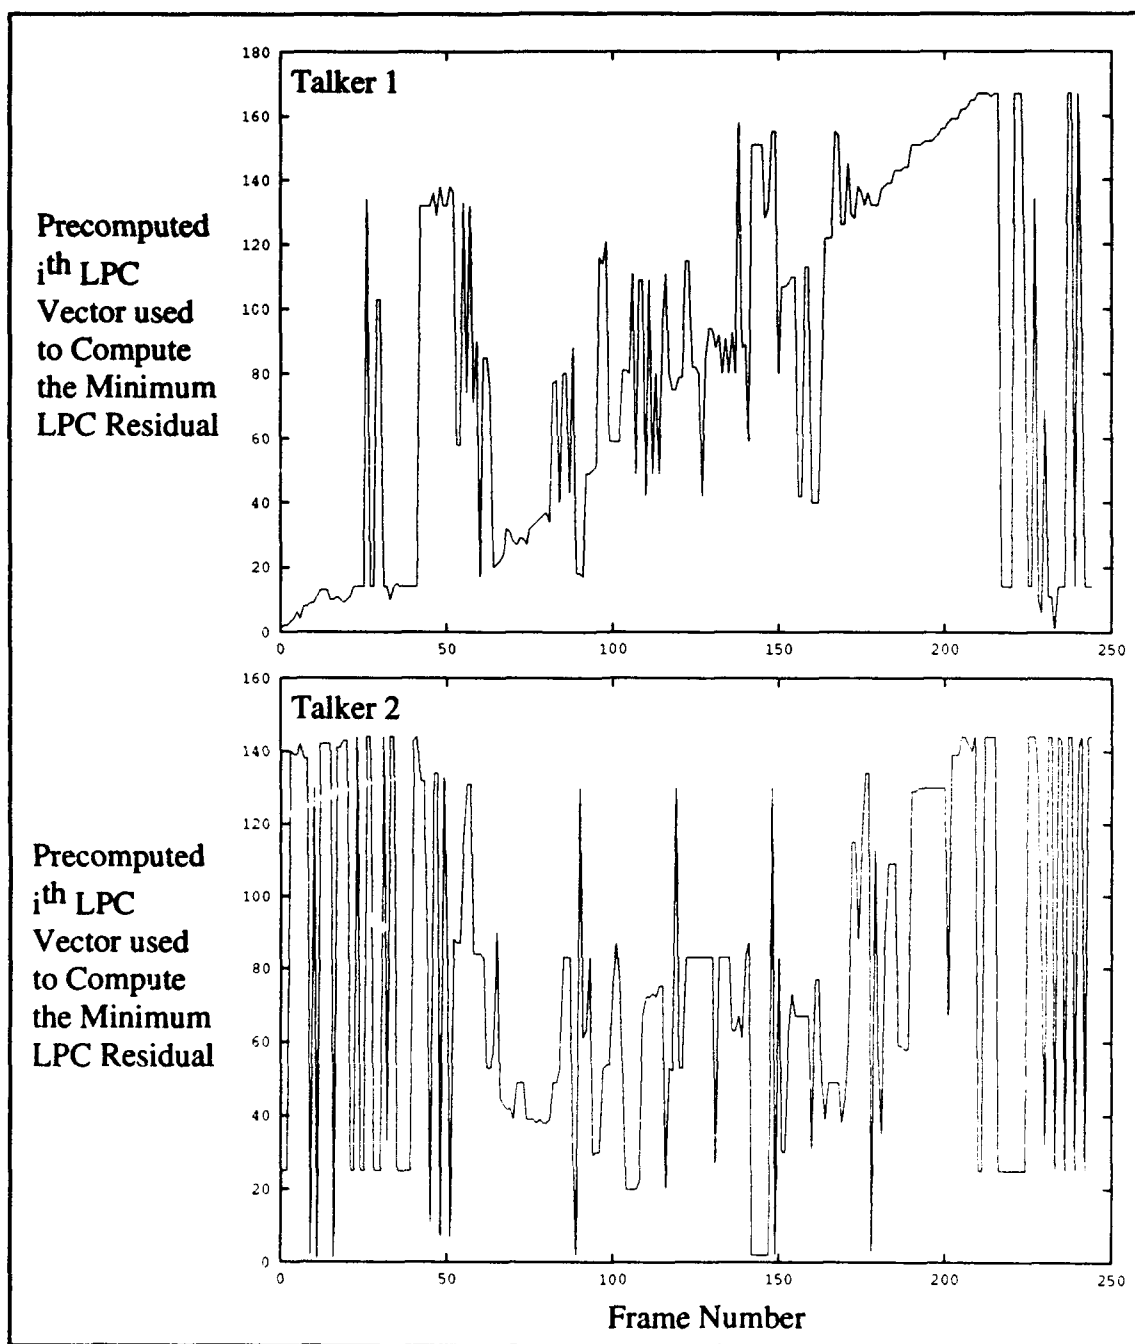 180
Talker 1
160
140
120
100
80
60
40
20
0
0 50 100 150 200 250
Precomputed
ith LPC
Vector used
to Compute
the Minimum
LPC Residual
160
Talker 2
140
120
100
80
60
40
20
0
0 50 100 150 200 250
Precomputed
ith LPC
Vector used
to Compute
the Minimum
LPC Residual
Frame Number